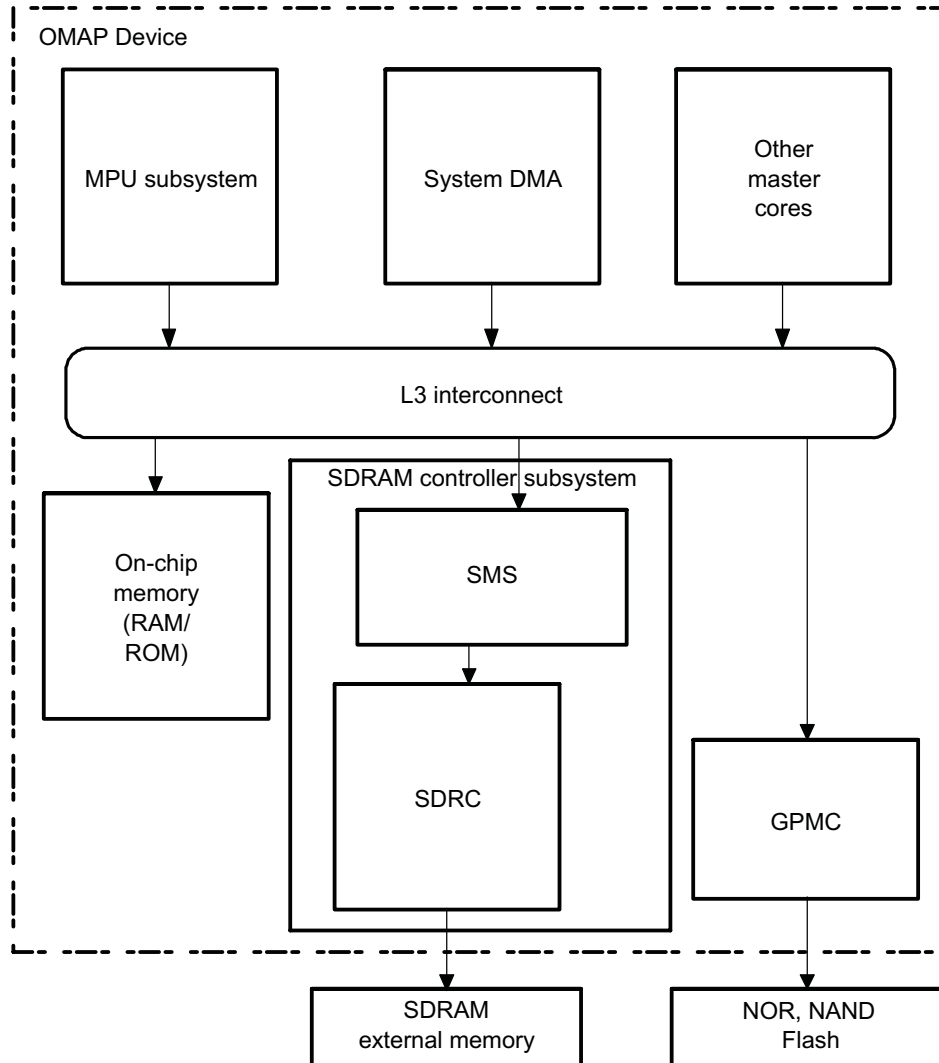 OMAP Device
MPU subsystem
System DMA
Other
master
cores
L3 interconnect
SDRAM controller subsystem
On-chip
memory
(RAM/
ROM)
SMS
SDRC
GPMC
SDRAM
external memory
NOR, NAND
Flash